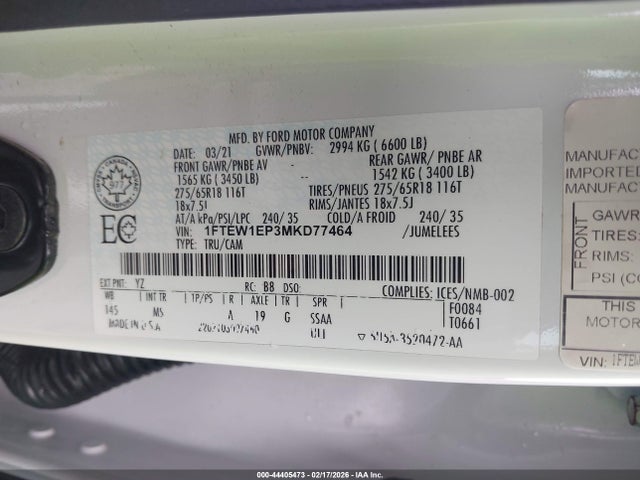 MFD. BY FORD MOTOR COMPANY
DATE: 03/21 GVWR/PNBV: 2994 KG ( 6600 LB)
FRONT GAWR/PNBE AV REAR GAWR/ PNBE AR
1565 KG ( 3450 LB) 1542 KG ( 3400 LB)
275/65R18 116T TIRES/PNEUS 275/65R18 116T
18x7.5J RIMS/JANTES 18x7.5J
AT/A kPa/PSI/LPC 240/ 35 COLD/A FROID 240/ 35
VIN: 1FTEW1EP3MKD77464 /JUMELEES
TYPE: TRU/CAM
EC
CANADA
EXT PNT: YZ RC: B8 DSO: COMPLIES: ICES/NMB-002
WB INT TR TP/PS R AXLE TR SPR F0084
145 MS A 19 G SSAA T0661
MADE IN U.S.A.
MANUFACT
IMPORTED
MANUFAC
FRONT
GAWR
TIRES:
RIMS:
PSI (CO
THIS
MOTOR
VIN: 1FTEW
000-44405473 - 02/17/2026 - IAA Inc.